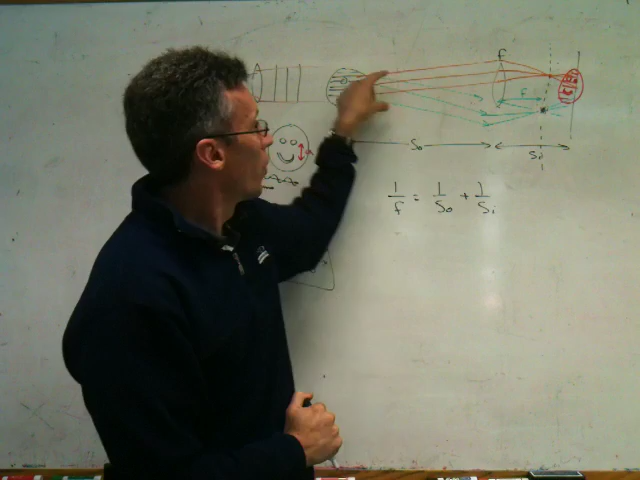 f
f
So
Si
1/f = 1/So + 1/Si